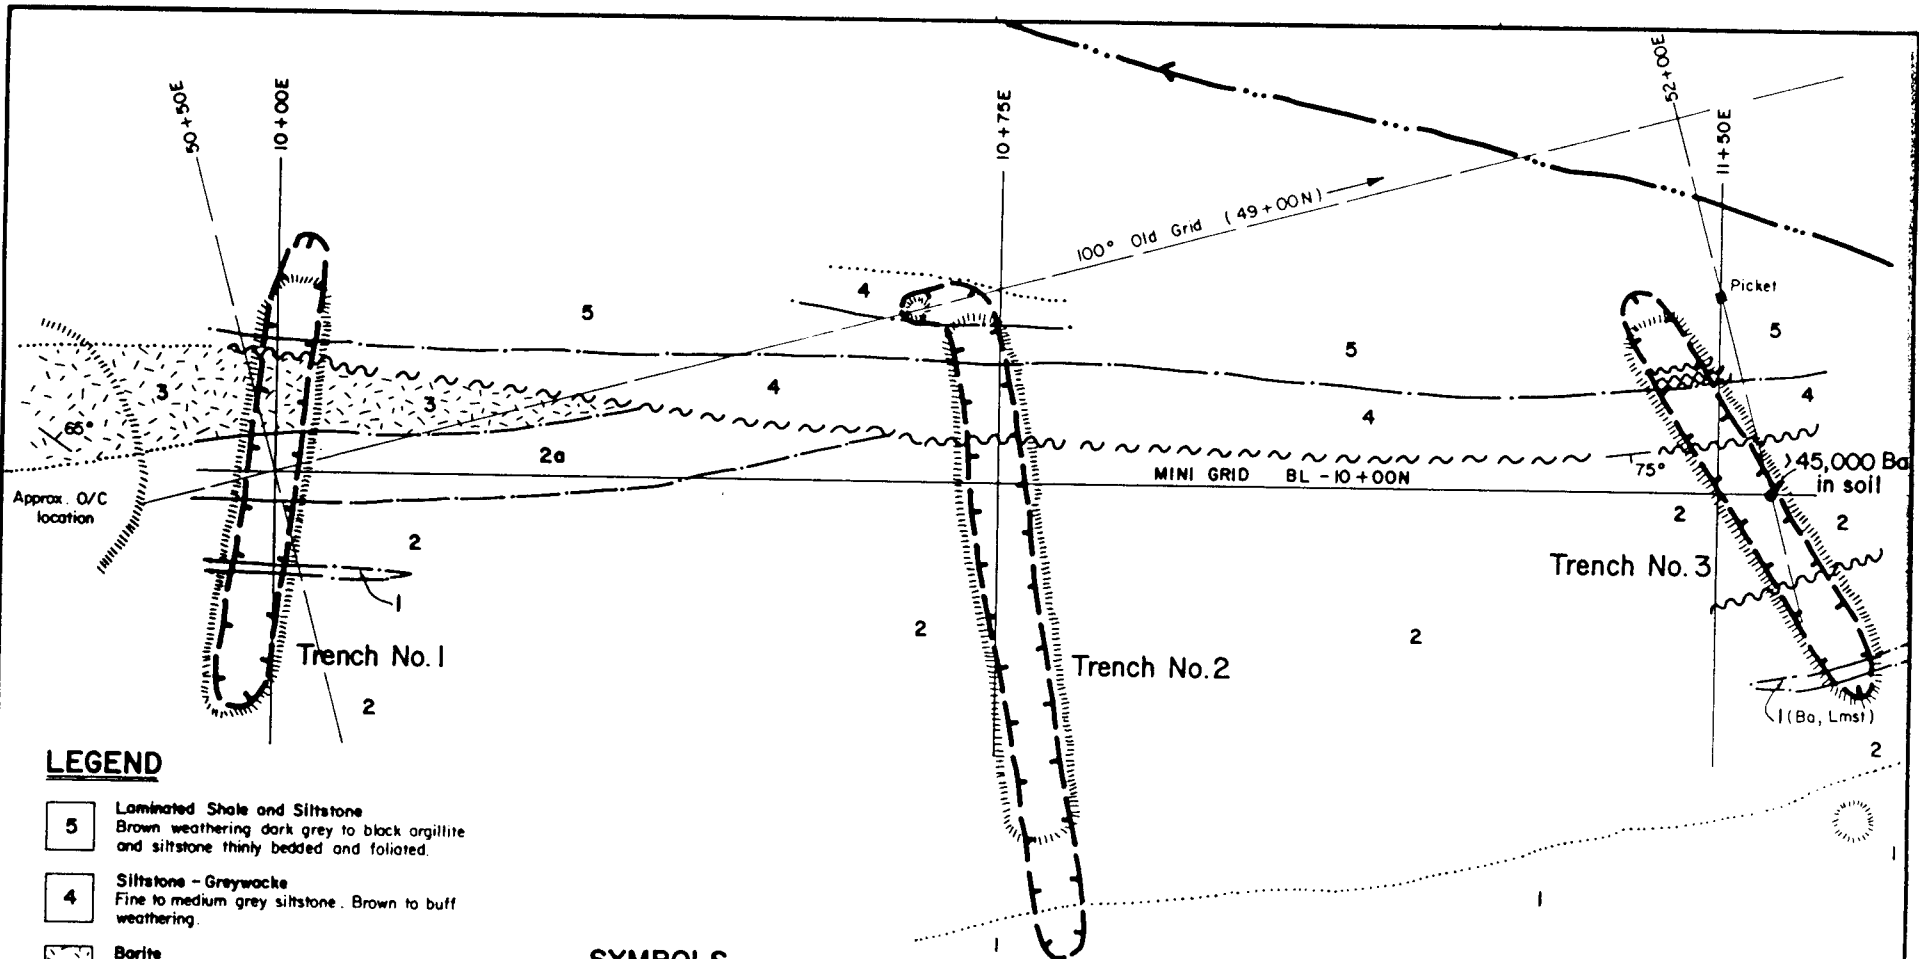 50+50E
10+00E
10+75E
52+00E
11+50E
100° Old Grid (49+00N)
Picket
5
4
5
5
3
3
4
4
4
65°
2a
MINI GRID BL - 10+00N
75°
>45,000 Ba
in soil
Approx. O/C
location
2
2
2
1
Trench No. 3
Trench No. 1
2
2
Trench No. 2
2
1 (Ba, Lmst)
2
LEGEND
5
Laminated Shale and Siltstone
Brown weathering dark grey to black argillite
and siltstone thinly bedded and foliated.
4
Siltstone - Greywacke
Fine to medium grey siltstone. Brown to buff
weathering.
Barite
SYMBOLS
1
1
1